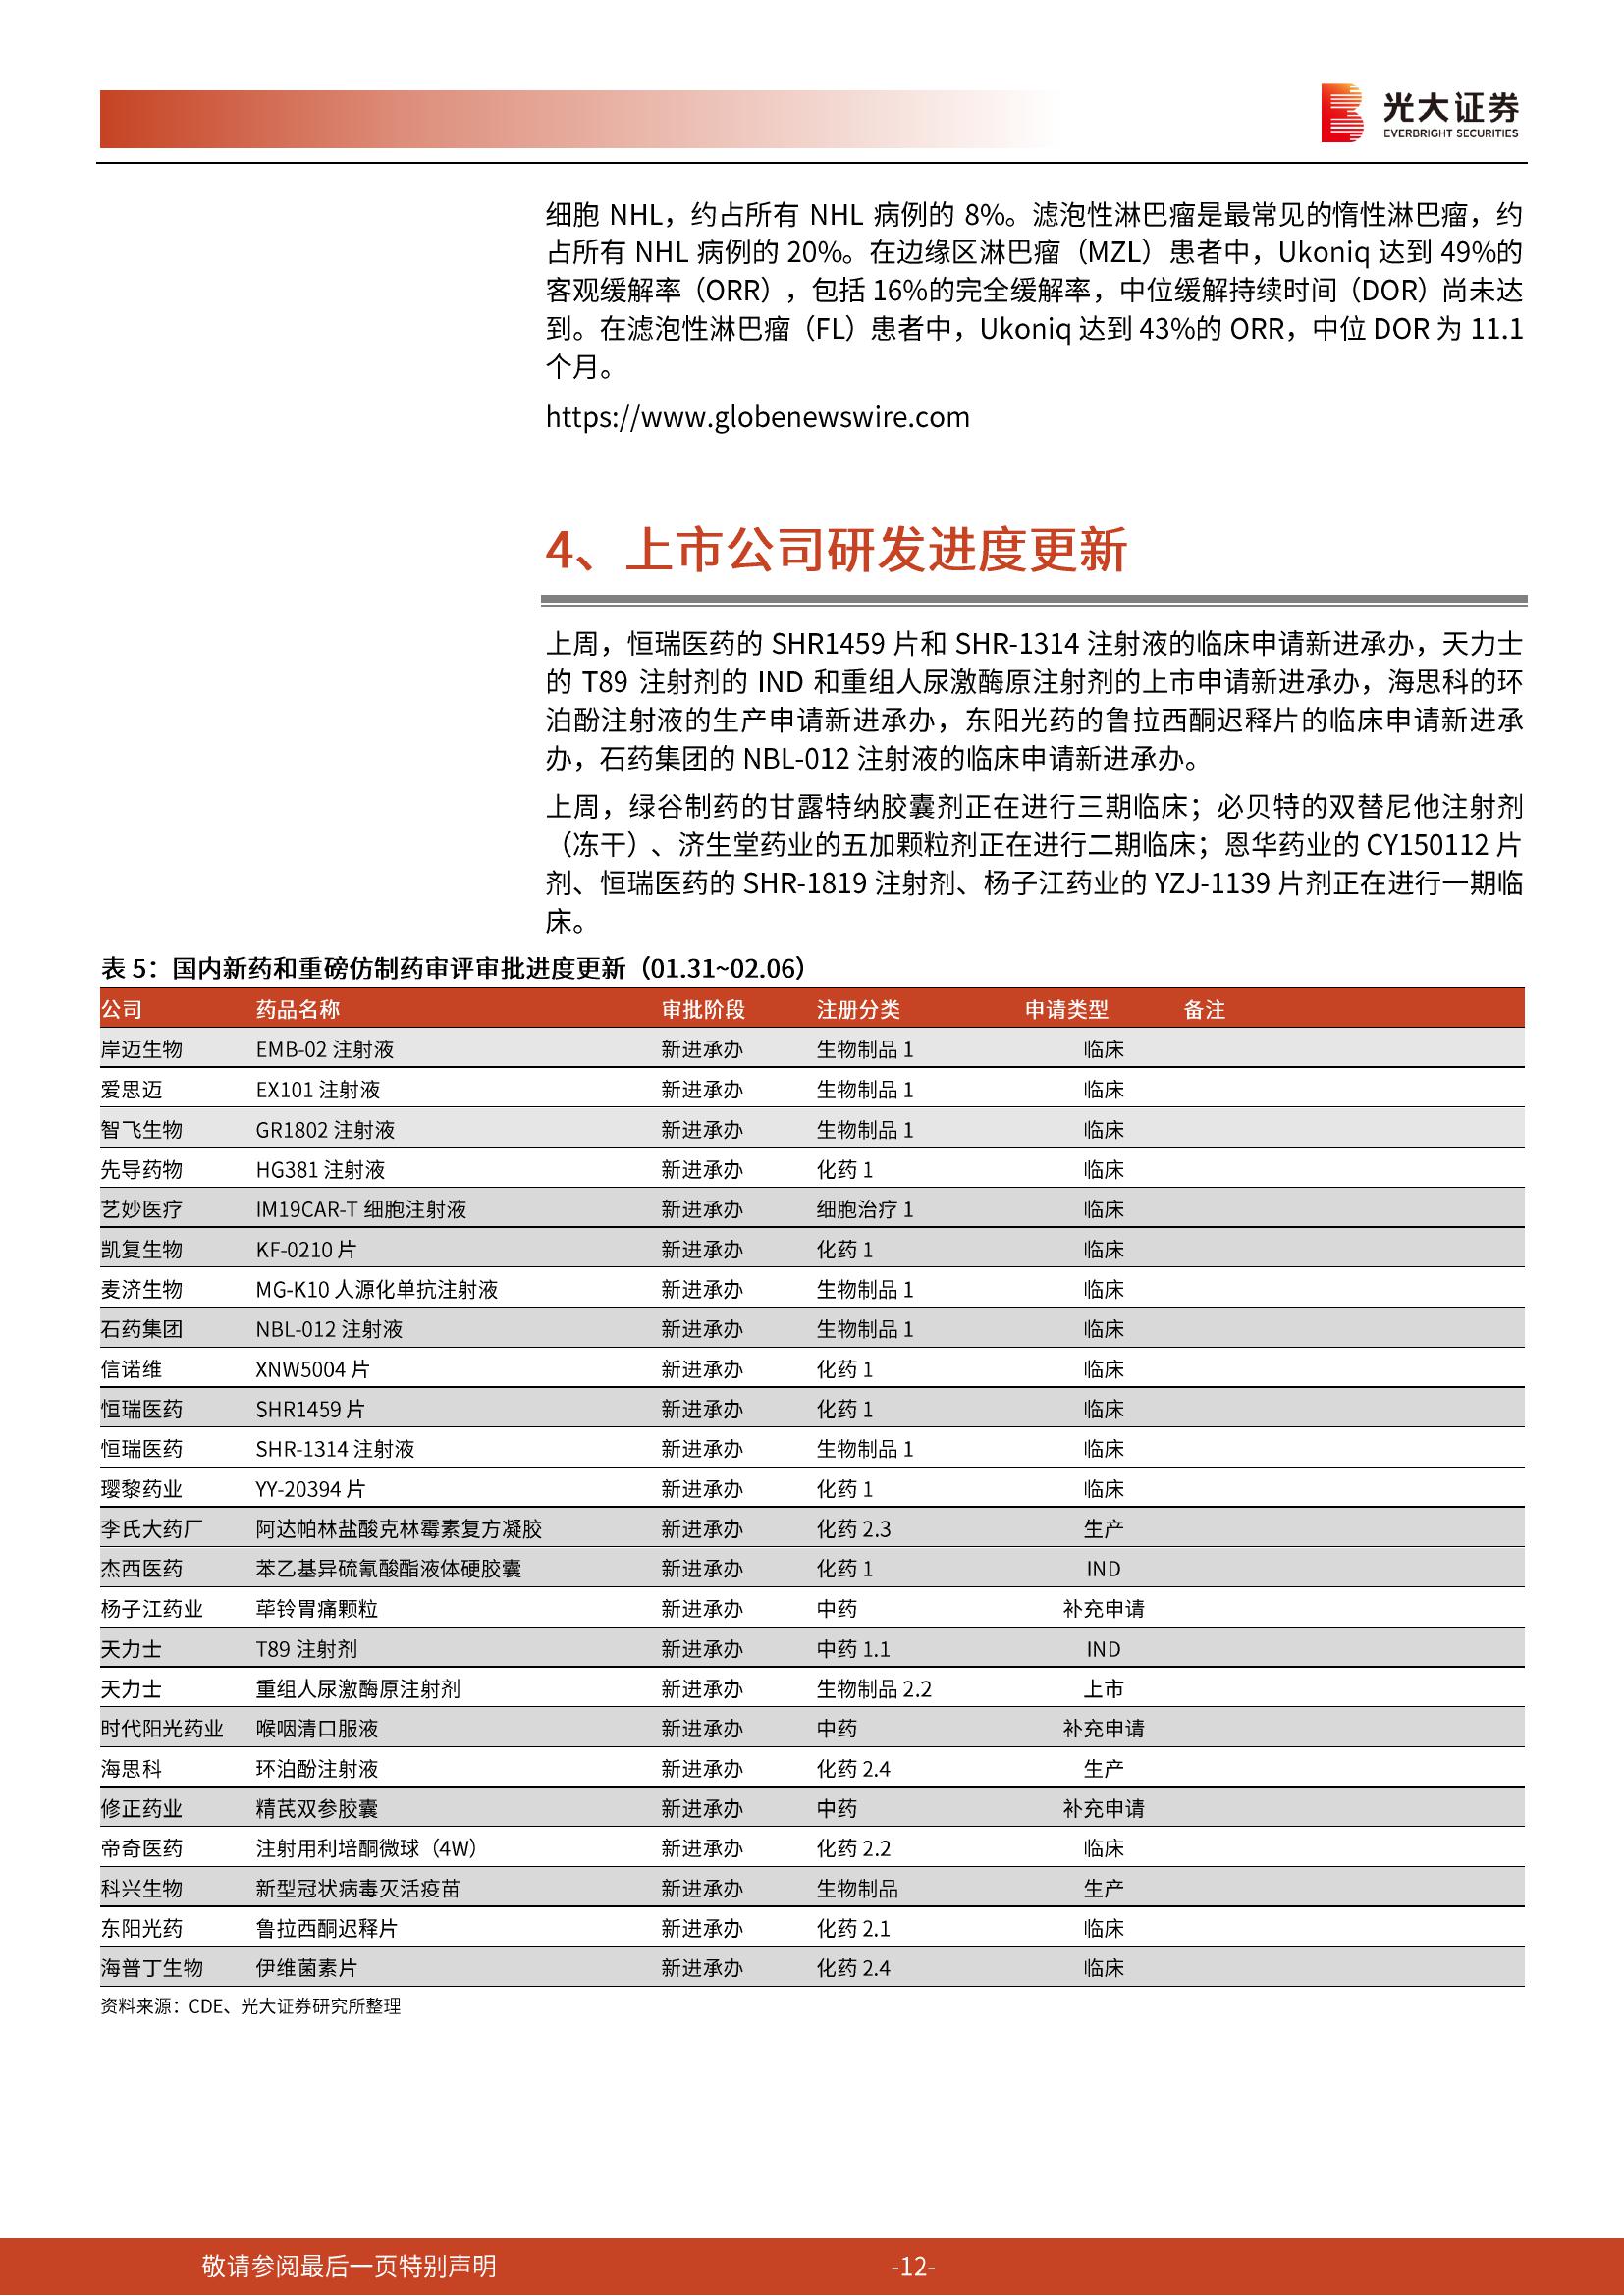 光大证券
EVERBRIGHT SECURITIES
细胞 NHL，约占所有 NHL 病例的 8%。滤泡性淋巴瘤是最常见的惰性淋巴瘤，约
占所有 NHL 病例的 20%。在边缘区淋巴瘤（MZL）患者中，Ukoniq 达到 49%的
客观缓解率（ORR），包括 16%的完全缓解率，中位缓解持续时间（DOR）尚未达
到。在滤泡性淋巴瘤（FL）患者中，Ukoniq 达到 43%的 ORR，中位 DOR 为 11.1
个月。
https://www.globenewswire.com
4、上市公司研发进度更新
上周，恒瑞医药的 SHR1459 片和 SHR-1314 注射液的临床申请新进承办，天力士
的 T89 注射剂的 IND 和重组人尿激酶原注射剂的上市申请新进承办，海思科的环
泊酚注射液的生产申请新进承办，东阳光药的鲁拉西酮迟释片的临床申请新进承
办，石药集团的 NBL-012 注射液的临床申请新进承办。
上周，绿谷制药的甘露特纳胶囊剂正在进行三期临床；必贝特的双替尼他注射剂
（冻干）、济生堂药业的五加颗粒剂正在进行二期临床；恩华药业的 CY150112 片
剂、恒瑞医药的 SHR-1819 注射剂、杨子江药业的 YZJ-1139 片剂正在进行一期临
床。
表 5：国内新药和重磅仿制药审评审批进度更新（01.31~02.06）
公司 药品名称 审批阶段 注册分类 申请类型 备注
岸迈生物 EMB-02 注射液 新进承办 生物制品 1 临床
爱思迈 EX101 注射液 新进承办 生物制品 1 临床
智飞生物 GR1802 注射液 新进承办 生物制品 1 临床
先导药物 HG381 注射液 新进承办 化药 1 临床
艺妙医疗 IM19CAR-T 细胞注射液 新进承办 细胞治疗 1 临床
凯复生物 KF-0210 片 新进承办 化药 1 临床
麦济生物 MG-K10 人源化单抗注射液 新进承办 生物制品 1 临床
石药集团 NBL-012 注射液 新进承办 生物制品 1 临床
信诺维 XNW5004 片 新进承办 化药 1 临床
恒瑞医药 SHR1459 片 新进承办 化药 1 临床
恒瑞医药 SHR-1314 注射液 新进承办 生物制品 1 临床
璎黎药业 YY-20394 片 新进承办 化药 1 临床
李氏大药厂 阿达帕林盐酸克林霉素复方凝胶 新进承办 化药 2.3 生产
杰西医药 苯乙基异硫氰酸酯液体硬胶囊 新进承办 化药 1 IND
杨子江药业 荜铃胃痛颗粒 新进承办 中药 补充申请
天力士 T89 注射剂 新进承办 中药 1.1 IND
天力士 重组人尿激酶原注射剂 新进承办 生物制品 2.2 上市
时代阳光药业 喉咽清口服液 新进承办 中药 补充申请
海思科 环泊酚注射液 新进承办 化药 2.4 生产
修正药业 精芪双参胶囊 新进承办 中药 补充申请
帝奇医药 注射用利培酮微球（4W） 新进承办 化药 2.2 临床
科兴生物 新型冠状病毒灭活疫苗 新进承办 生物制品 生产
东阳光药 鲁拉西酮迟释片 新进承办 化药 2.1 临床
海普丁生物 伊维菌素片 新进承办 化药 2.4 临床
资料来源：CDE、光大证券研究所整理
敬请参阅最后一页特别声明 -12-